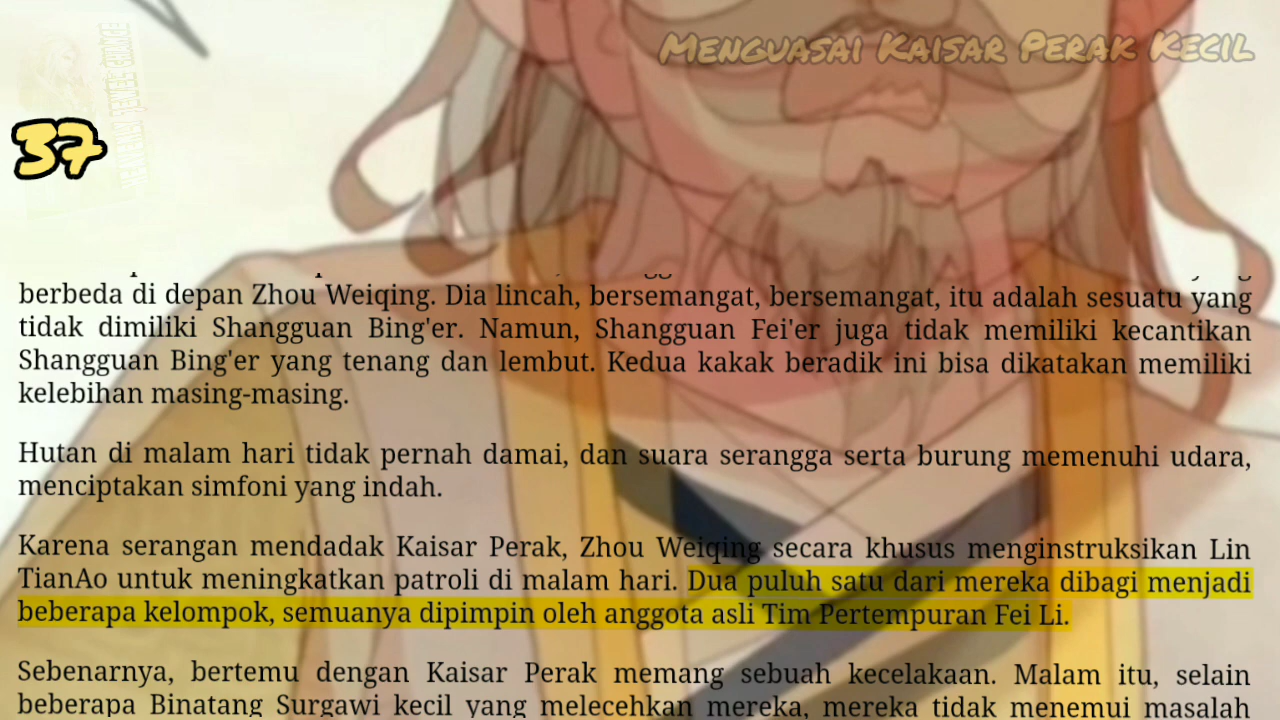 Menguasai Kaisar Perak Kecil
37
berbeda di depan Zhou Weiqing. Dia lincah, bersemangat, bersemangat, itu adalah sesuatu yang
tidak dimiliki Shangguan Bing'er. Namun, Shangguan Fei'er juga tidak memiliki kecantikan
Shangguan Bing'er yang tenang dan lembut. Kedua kakak beradik ini bisa dikatakan memiliki
kelebihan masing-masing.
Hutan di malam hari tidak pernah damai, dan suara serangga serta burung memenuhi udara,
menciptakan simfoni yang indah.
Karena serangan mendadak Kaisar Perak, Zhou Weiqing secara khusus menginstruksikan Lin
TianAo untuk meningkatkan patroli di malam hari. Dua puluh satu dari mereka dibagi menjadi
beberapa kelompok, semuanya dipimpin oleh anggota asli Tim Pertempuran Fei Li.
Sebenarnya, bertemu dengan Kaisar Perak memang sebuah kecelakaan. Malam itu, selain
beberapa Binatang Surgawi kecil yang melecehkan mereka, mereka tidak menemui masalah